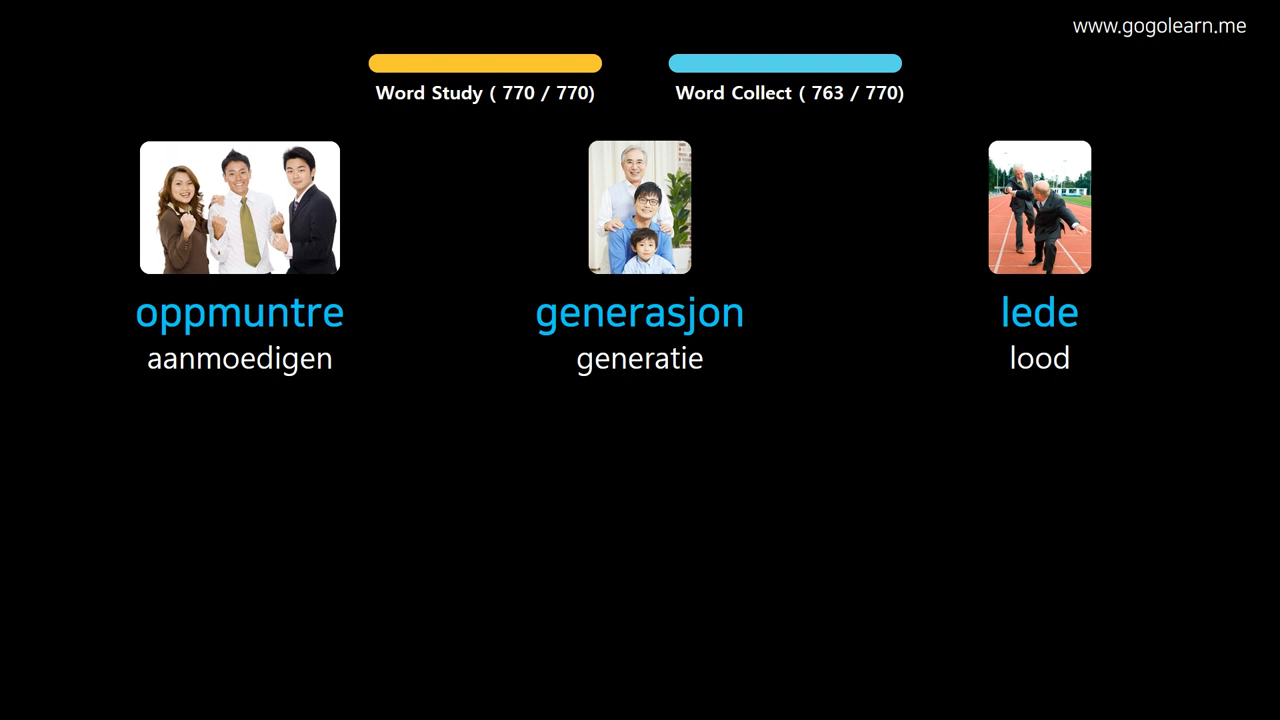 www.gogolearn.me
Word Study ( 770 / 770)
Word Collect ( 763 / 770)
oppmuntre
generasjon
lede
aanmoedigen
generatie
lood